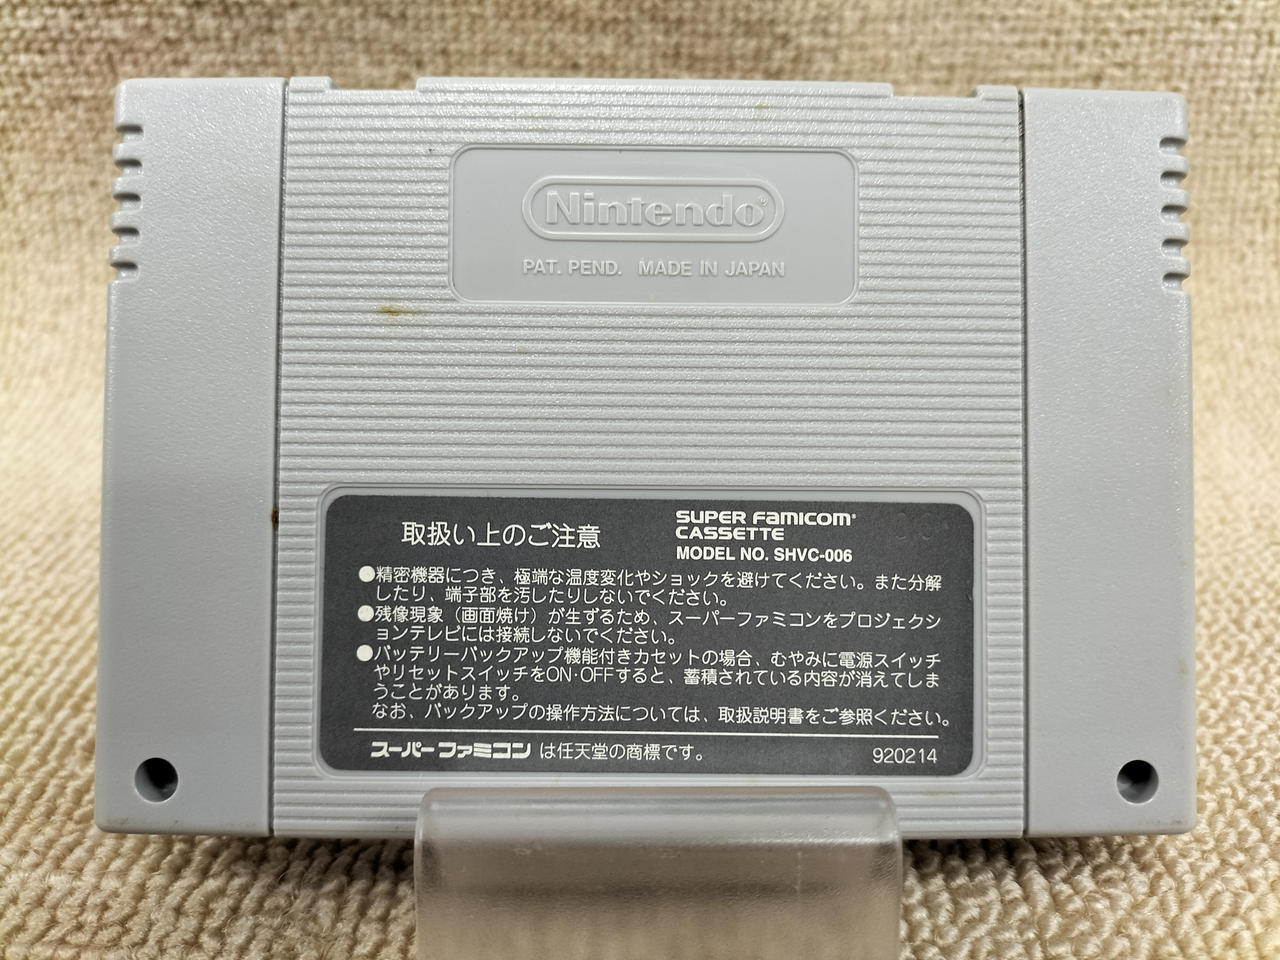 Nintendo®
PAT. PEND. MADE IN JAPAN
取扱い上のご注意
SUPER FAMICOM®
CASSETTE
MODEL NO. SHVC-006
●精密機器につき、極端な温度変化やショックを避けてください。また分解
したり、端子部を汚したりしないでください。
●残像現象（画面焼け）が生ずるため、スーパーファミコンをプロジェクシ
ョンテレビには接続しないでください。
●バッテリーバックアップ機能付きカセットの場合、むやみに電源スイッチ
やリセットスイッチをON・OFFすると、蓄積されている内容が消えてしま
うことがあります。
なお、バックアップの操作方法については、取扱説明書をご参照ください。
スーパーファミコン は任天堂の商標です。
920214